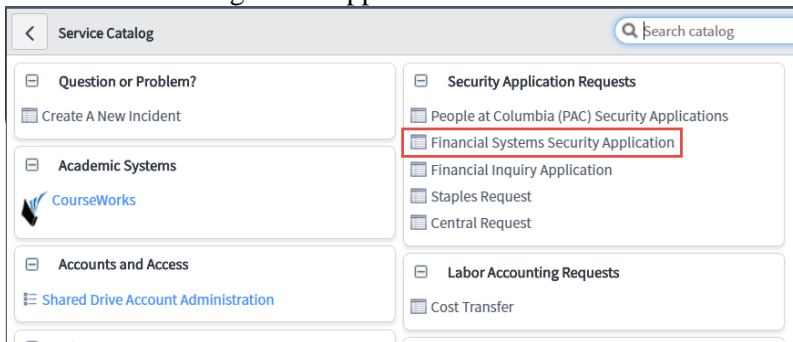 Service Catalog
Search catalog
Question or Problem?
Create A New Incident
Academic Systems
CourseWorks
Accounts and Access
Shared Drive Account Administration
Security Application Requests
People at Columbia (PAC) Security Applications
Financial Systems Security Application
Financial Inquiry Application
Staples Request
Central Request
Labor Accounting Requests
Cost Transfer